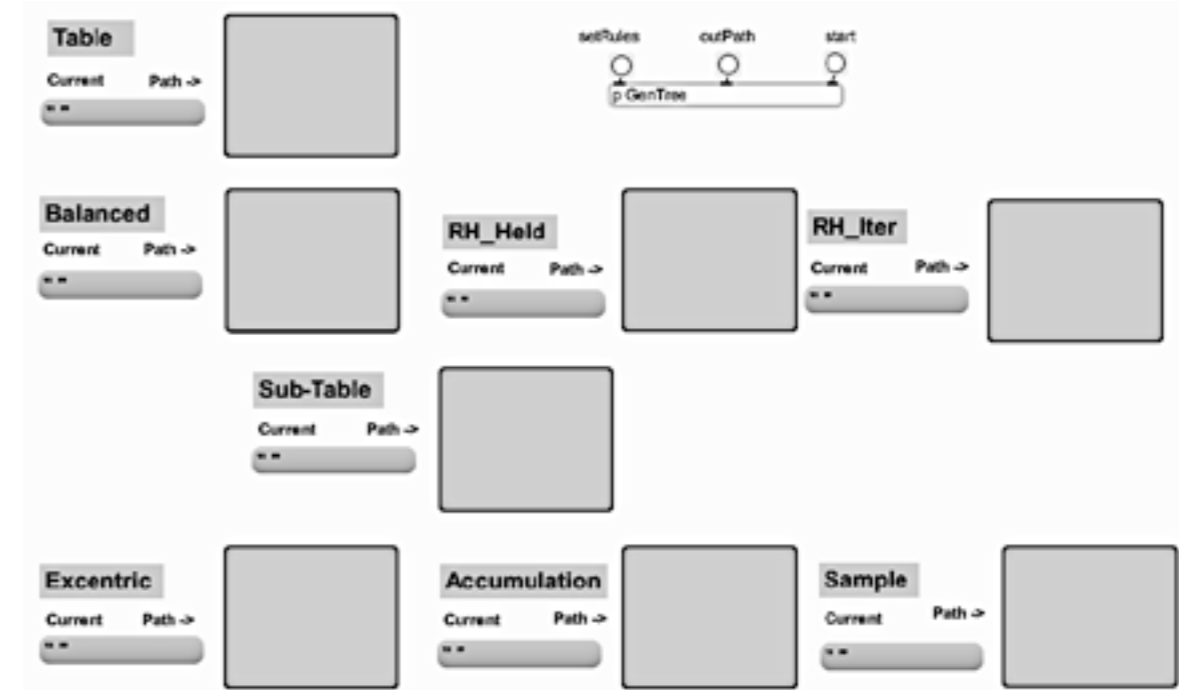 Table
Current Path ->
" "
setRules outPath start
p GenTree
Balanced
Current Path ->
" "
RH_Held
Current Path ->
" "
RH_Iter
Current Path ->
" "
Sub-Table
Current Path ->
" "
Excentric
Current Path ->
" "
Accumulation
Current Path ->
" "
Sample
Current Path ->
" "